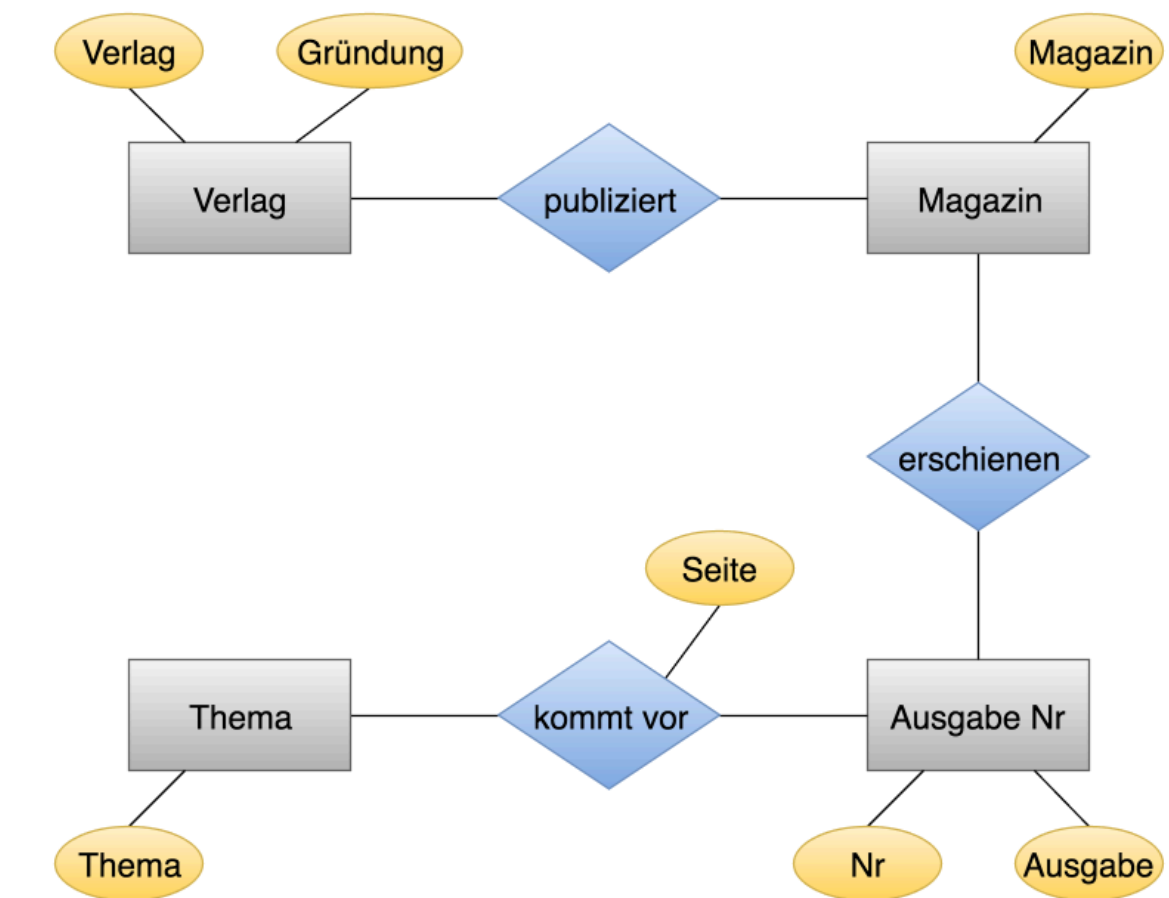 Verlag
Gründung
Magazin
Verlag
publiziert
Magazin
erschienen
Seite
Thema
kommt vor
Ausgabe Nr
Thema
Nr
Ausgabe